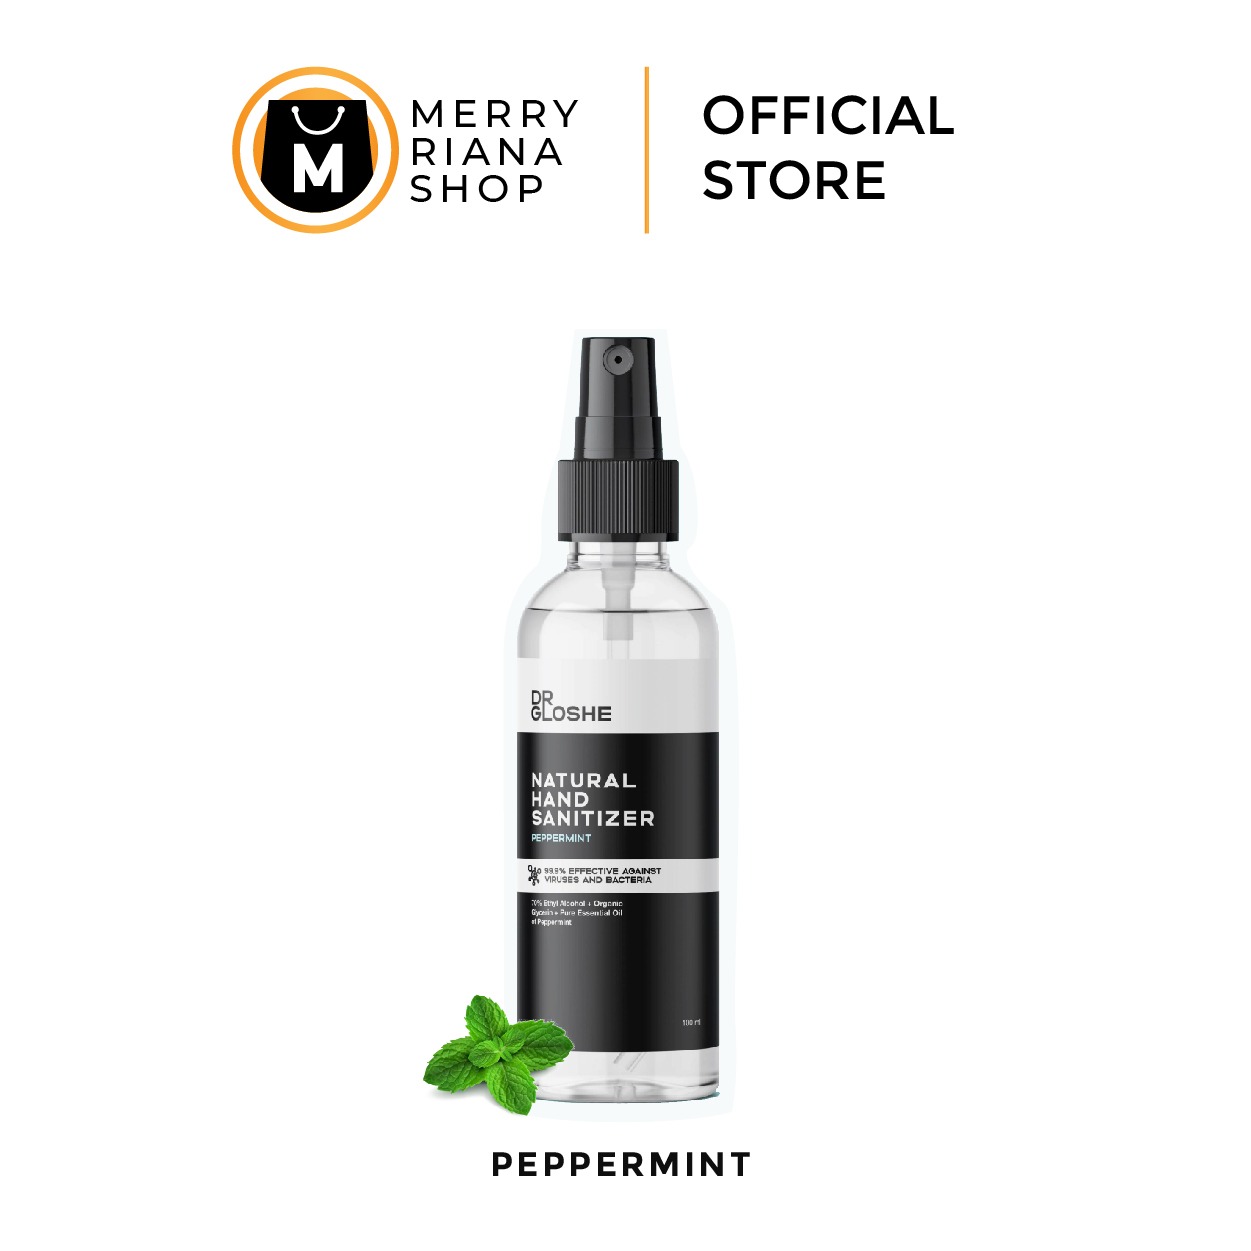 M
MERRY
RIANA
SHOP
OFFICIAL
STORE
DR
GLOSHE
NATURAL
HAND
SANITIZER
PEPPERMINT
99.9% EFFECTIVE AGAINST
VIRUSES AND BACTERIA
70% Ethyl Alcohol + Organic
Glycerin + Pure Essential Oil
of Peppermint
100 ml
PEPPERMINT